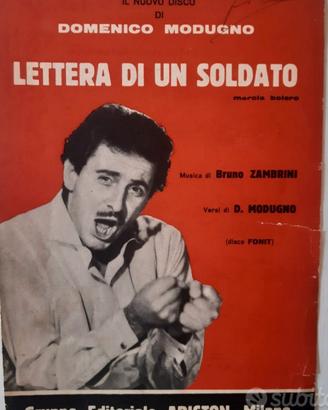 IL NUOVO DISCO
DI
DOMENICO MODUGNO
LETTERA DI UN SOLDATO
marcia bolero
Musica di Bruno ZAMBRINI
Versi di D. MODUGNO
(disco FONIT)
Gruppo Editoriale ARISTON Milano
subito